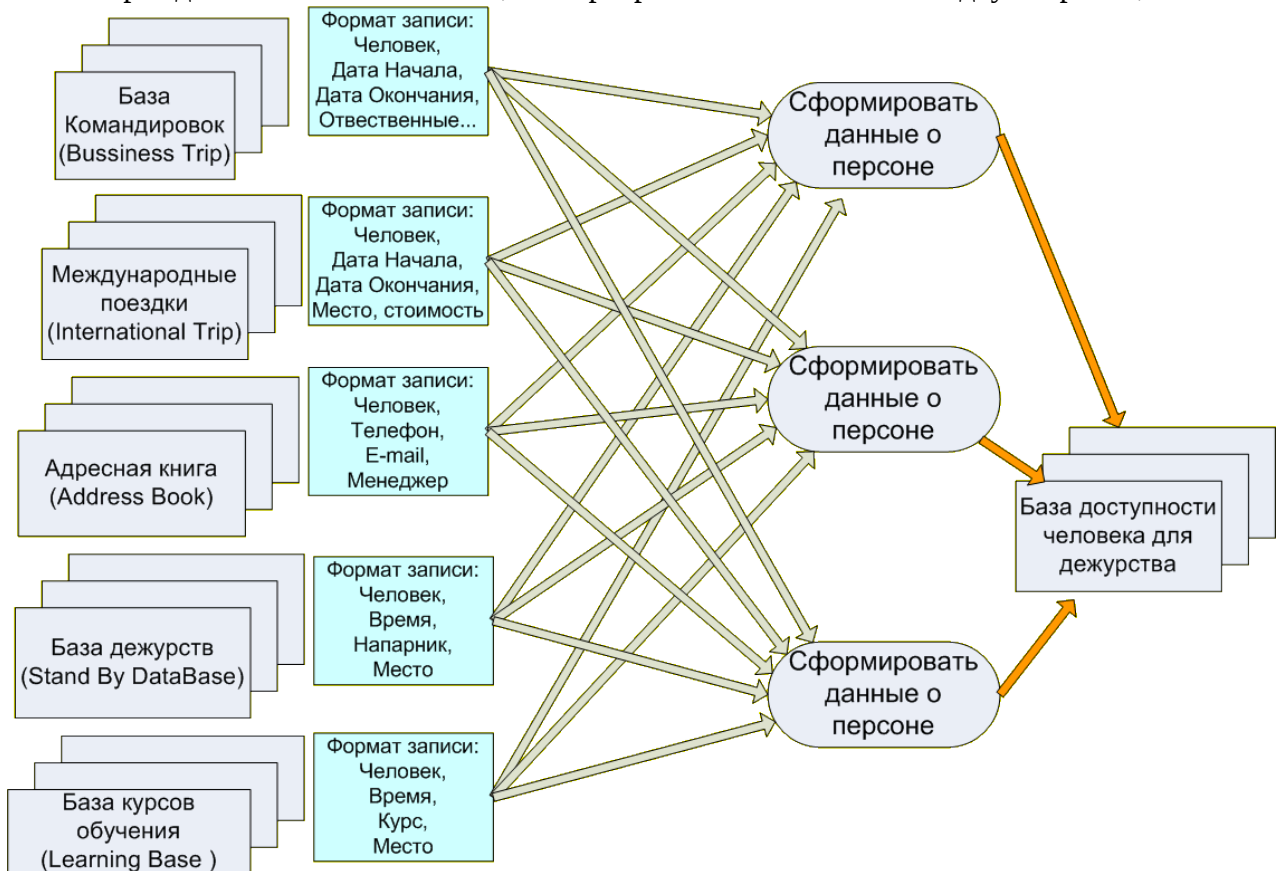 База
Командировок
(Bussiness Trip)
Формат записи:
Человек,
Дата Начала,
Дата Окончания,
Отвественные...
Сформировать
данные о
персоне
Международные
поездки
(International Trip)
Формат записи:
Человек,
Дата Начала,
Дата Окончания,
Место, стоимость
Адресная книга
(Address Book)
Формат записи:
Человек,
Телефон,
E-mail,
Менеджер
Сформировать
данные о
персоне
База доступности
человека для
дежурства
База дежурств
(Stand By DataBase)
Формат записи:
Человек,
Время,
Напарник,
Место
Сформировать
данные о
персоне
База курсов
обучения
(Learning Base )
Формат записи:
Человек,
Время,
Курс,
Место